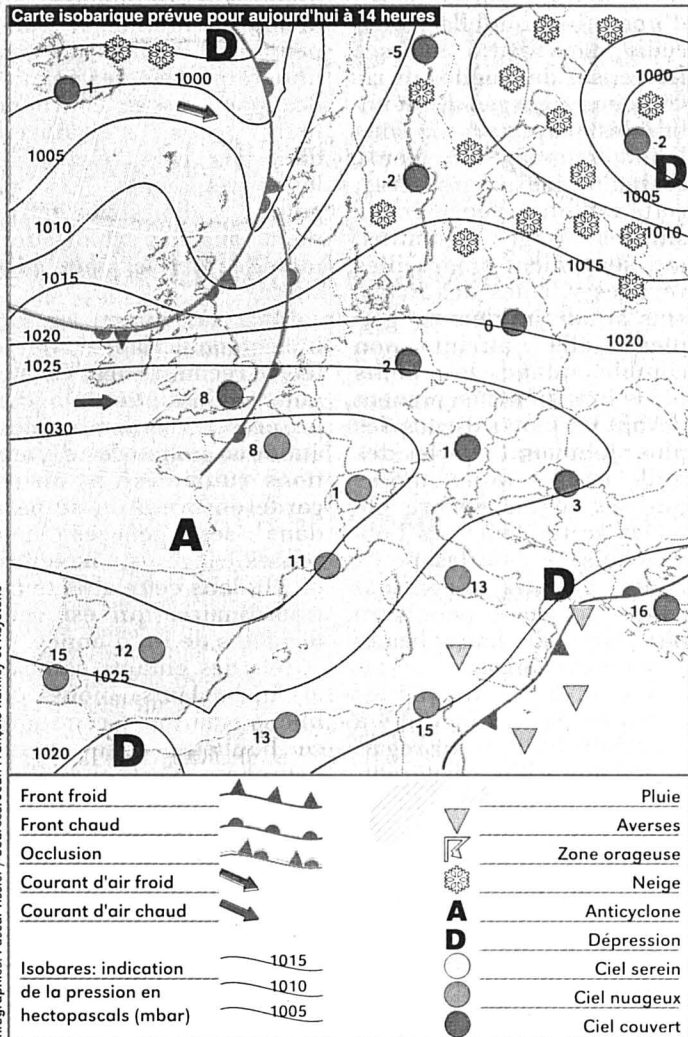 Carte isobarique prévue pour aujourd'hui à 14 heures
D
-5
1000
1
1000
1005
-2
-2
D
1005
1010
1010
1015
1015
1020
0
1020
1025
2
8
1030
1
1
3
A
11
13
D
16
12
15
1025
15
13
1020
D
Front froid
Front chaud
Occlusion
Courant d'air froid
Courant d'air chaud
Isobares: indication
de la pression en
hectopascals (mbar)
1015
1010
1005
Pluie
Averses
Zone orageuse
Neige
A
Anticyclone
D
Dépression
Ciel serein
Ciel nuageux
Ciel couvert